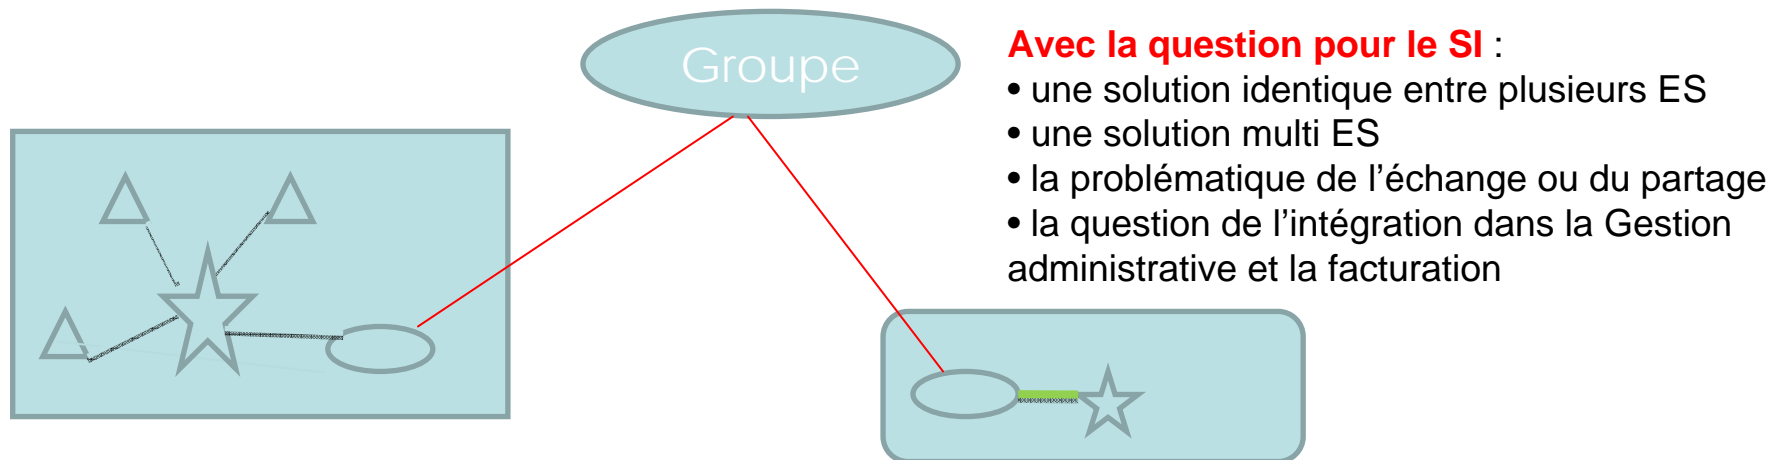 Groupe
Avec la question pour le SI :
• une solution identique entre plusieurs ES
• une solution multi ES
• la problématique de l’échange ou du partage
• la question de l’intégration dans la Gestion
administrative et la facturation